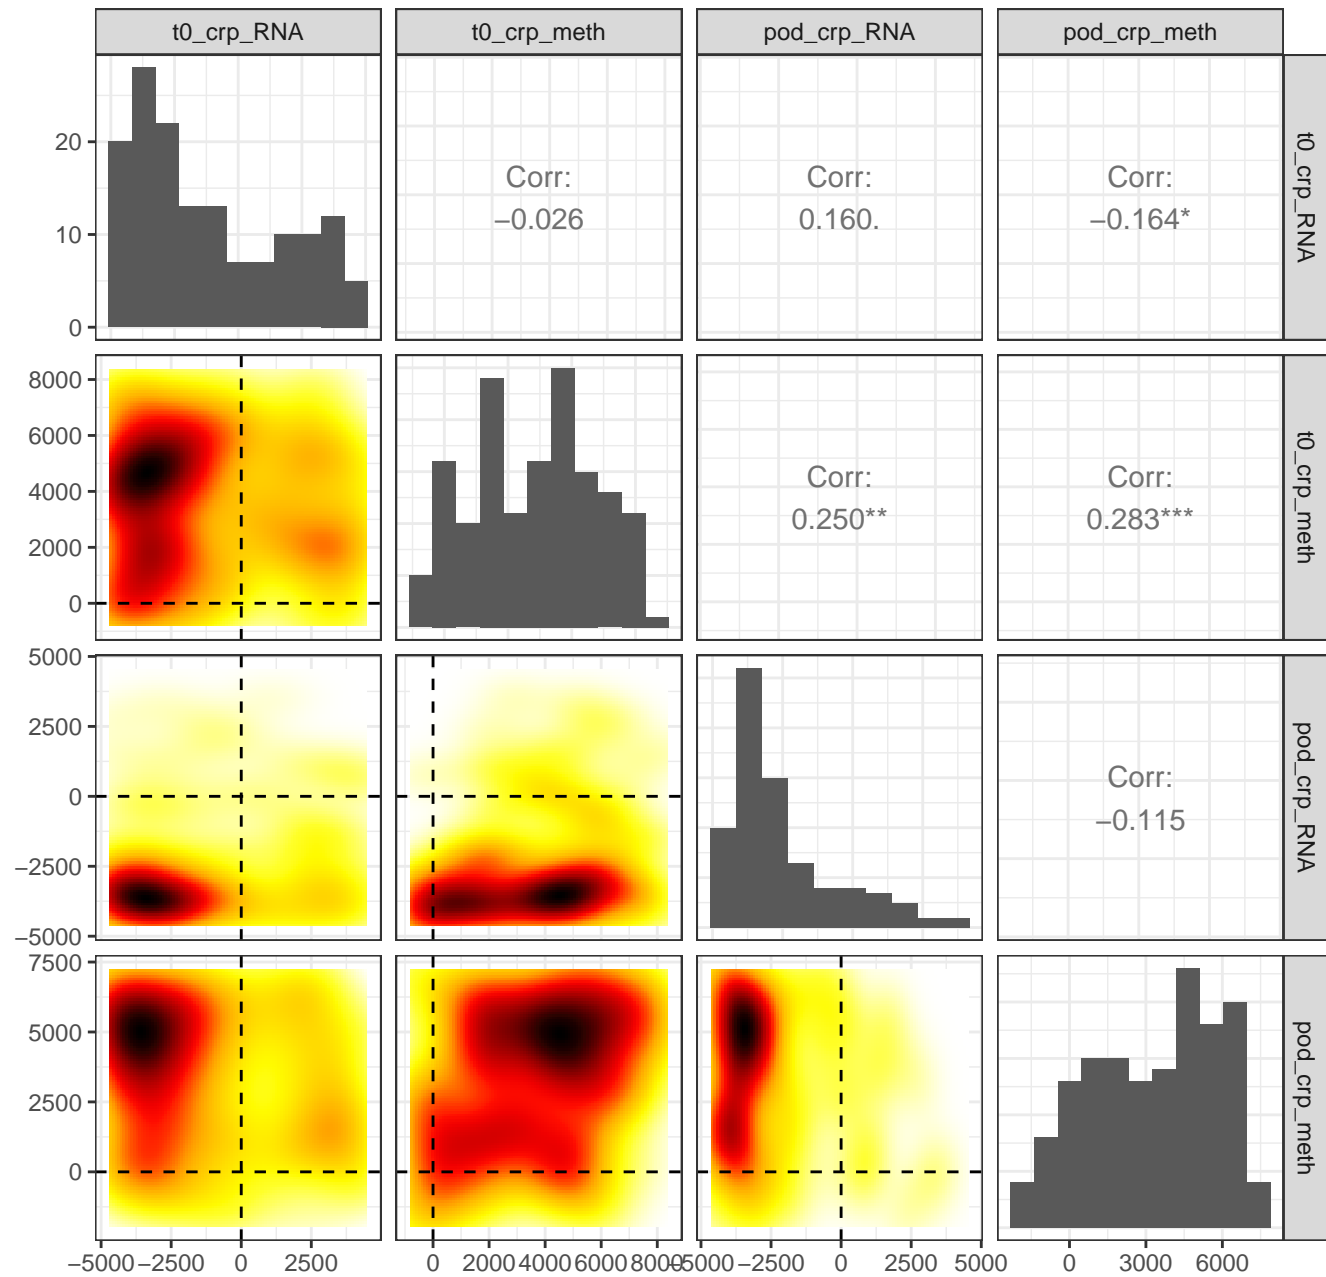 t0_crp_RNA t0_crp_meth pod_crp_RNA pod_crp_meth
20
10
0
Corr:
−0.026
Corr:
0.160.
Corr:
−0.164*
t0_crp_RNA
8000
6000
4000
2000
0
Corr:
0.250**
Corr:
0.283***
t0_crp_meth
5000
2500
0
−2500
−5000
Corr:
−0.115
pod_crp_RNA
7500
5000
2500
0
pod_crp_meth
−5000 −2500 0 2500
0 2000 4000 6000 8000
−5000 −2500 0 2500 5000
0 3000 6000